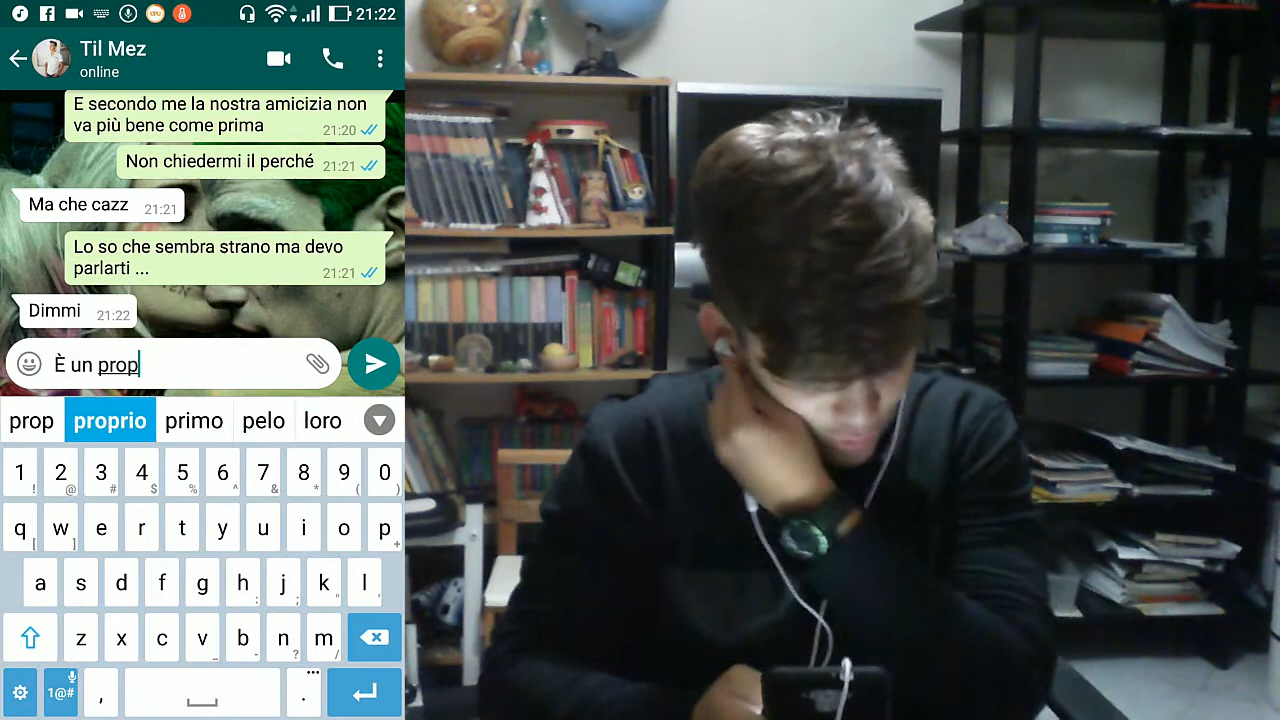 21:22
Til Mez
online
E secondo me la nostra amicizia non
va più bene come prima
21:20
Non chiedermi il perché 21:21
Ma che cazz 21:21
Lo so che sembra strano ma devo
parlarti ...
21:21
Dimmi 21:22
È un prop
prop proprio primo pelo loro
1 2 3 4 5 6 7 8 9 0
! @ # $ % ^ & * ( )
q w e r t y u i o p
[ ] +
a s d f g h j k l
: ; " '
z x c v b n m
_ - ? /
1@# , ... .